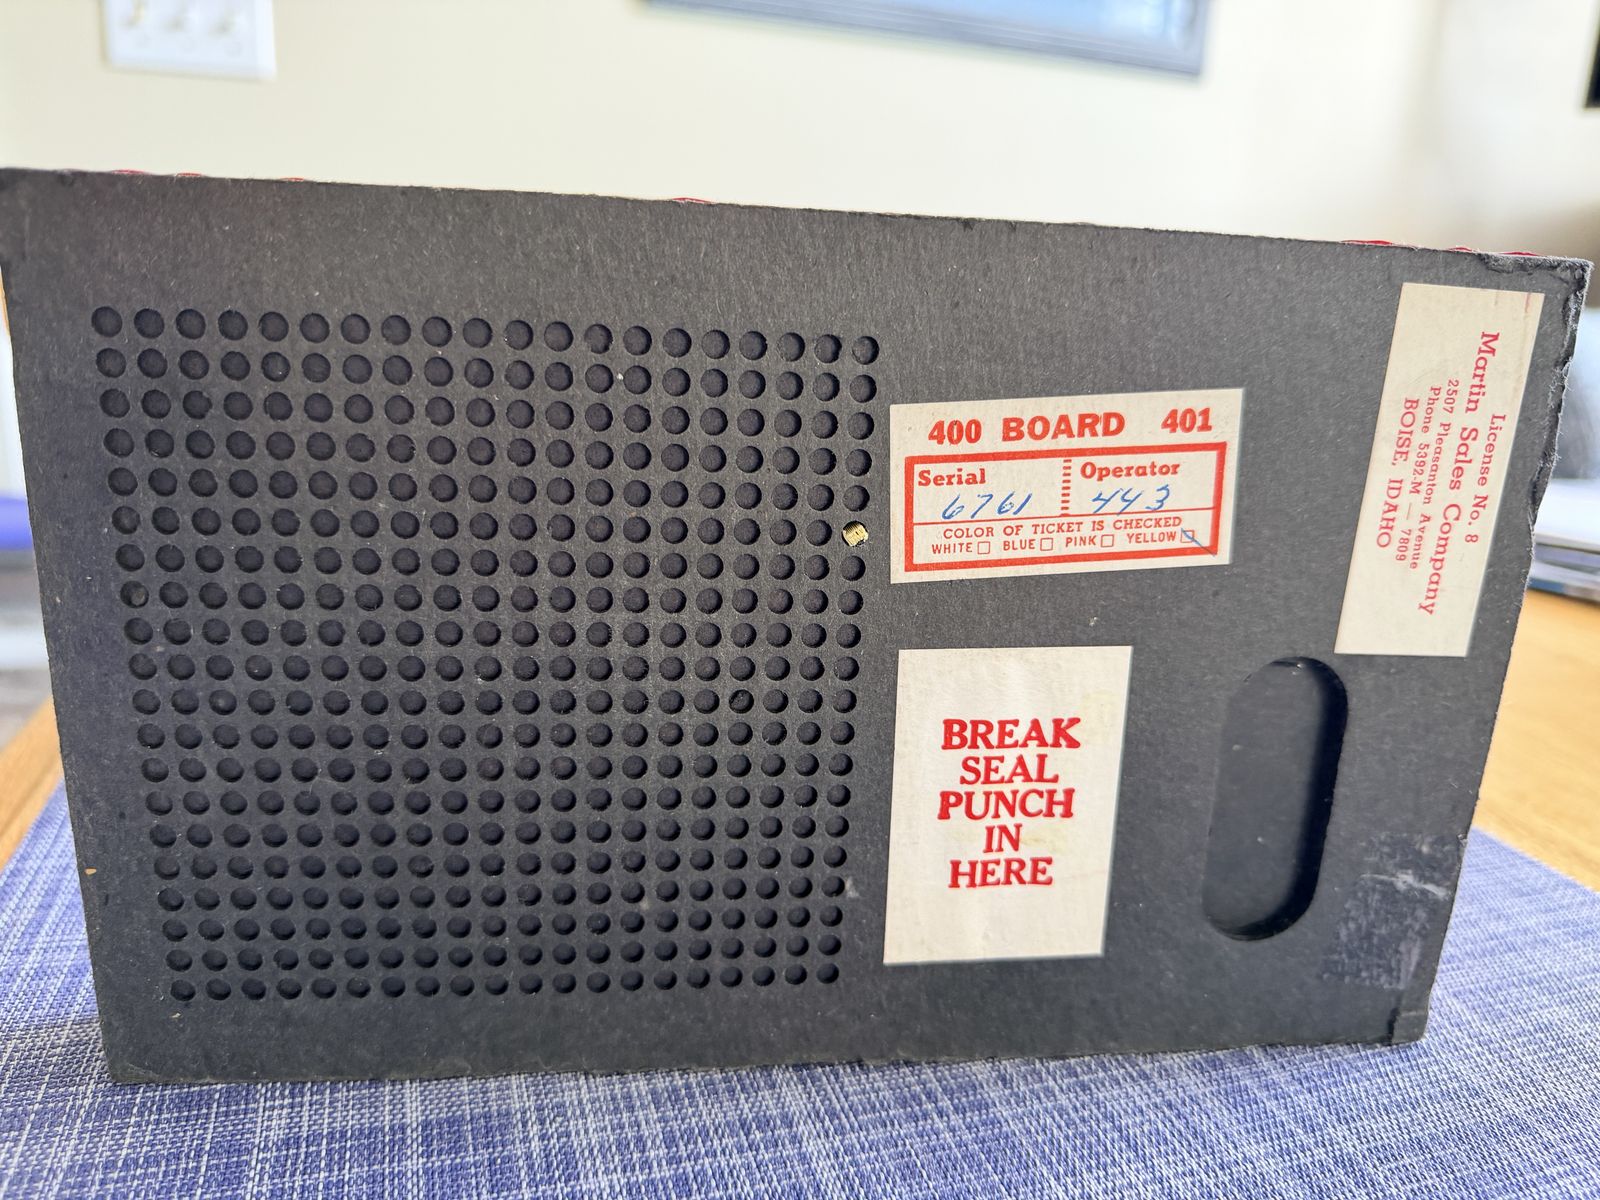 400 BOARD 401
Serial Operator
6761 443
COLOR OF TICKET IS CHECKED
WHITE BLUE PINK YELLOW
BREAK
SEAL
PUNCH
IN
HERE
License No. 8
Martin Sales Company
2507 Pleasanton Avenue
Phone 5392-M — 7809
BOISE, IDAHO